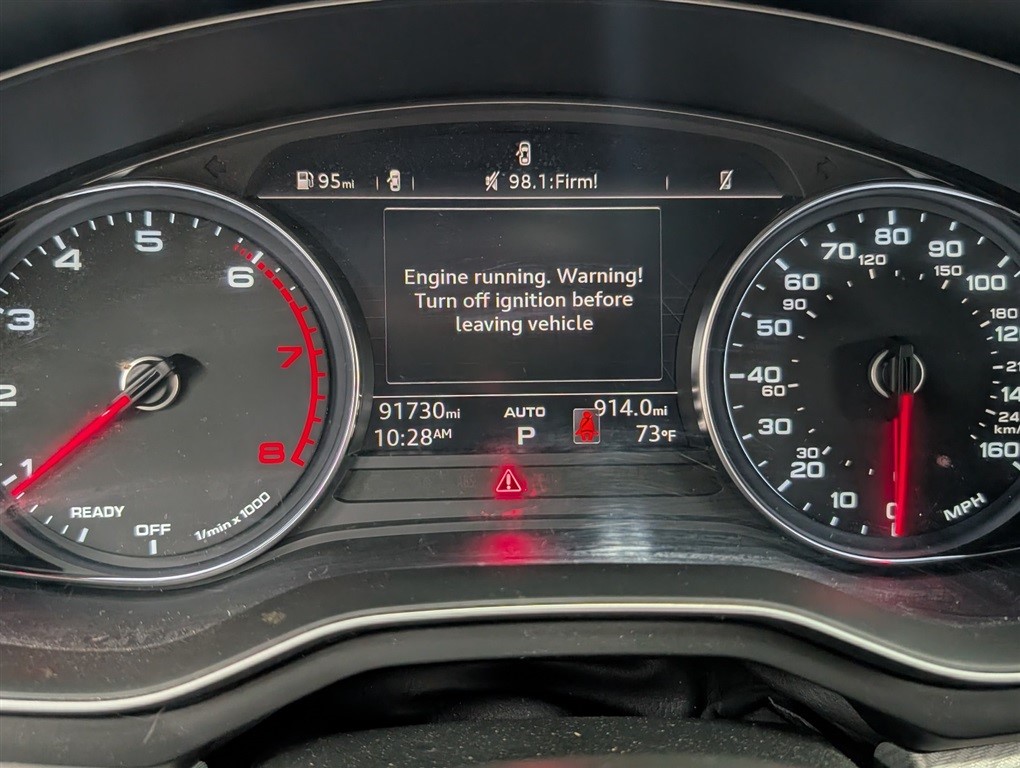 95mi
98.1:Firm!
Engine running. Warning!
Turn off ignition before
leaving vehicle
91730mi
AUTO
914.0mi
10:28AM
P
73°F
1
2
3
4
5
6
7
8
READY
OFF
1/min x 1000
0
10
20
30
30
40
60
50
60
90
70
80
120
90
150
100
180
160
km/
MPH